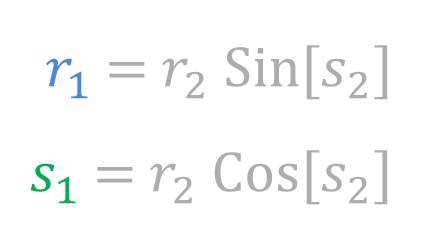 r₁ = r₂ Sin[s₂]
s₁ = r₂ Cos[s₂]